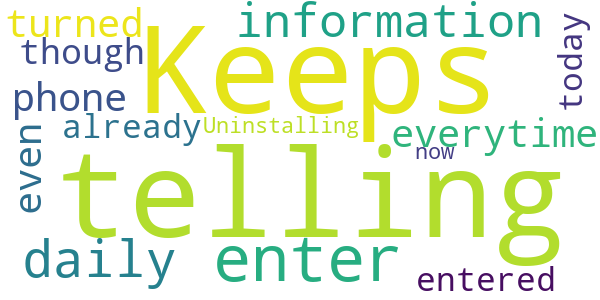 turned
information
Keeps
today
though
phone
already
Uninstalling
everytime
even
now
telling
daily
enter
entered